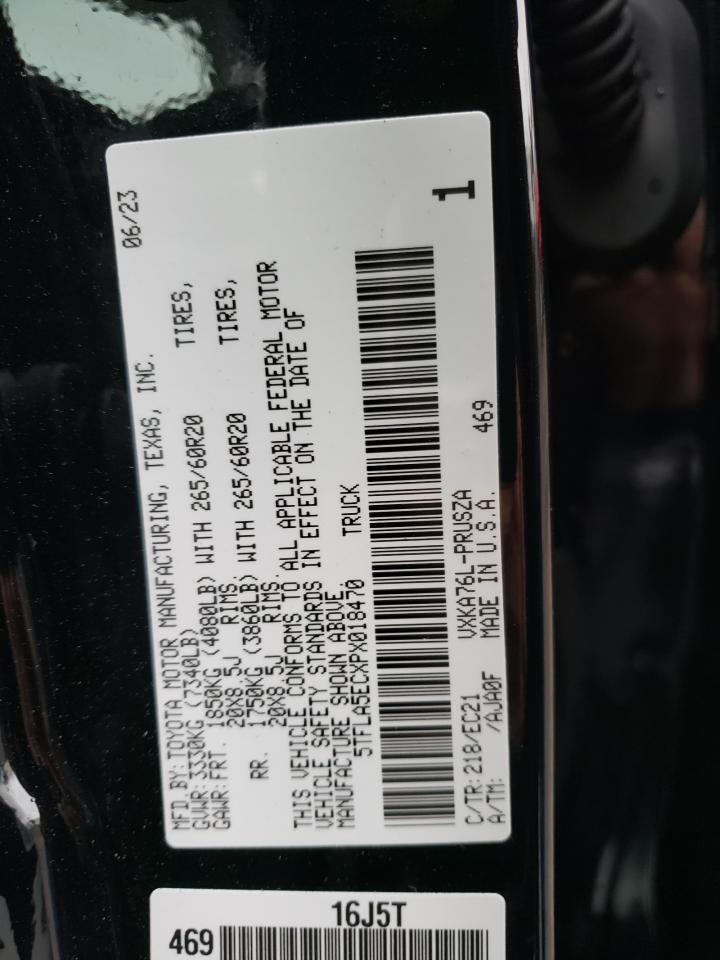 06/23
MFD BY: TOYOTA MOTOR MANUFACTURING, TEXAS, INC.
GVWR: 3330KG (7340LB)
GAWR: FRT. 1850KG (4080LB) WITH 265/60R20 TIRES,
20X8.5J RIMS.
RR. 1750KG (3860LB) WITH 265/60R20 TIRES,
20X8.5J RIMS.
THIS VEHICLE CONFORMS TO ALL APPLICABLE FEDERAL MOTOR
VEHICLE SAFETY STANDARDS IN EFFECT ON THE DATE OF
MANUFACTURE SHOWN ABOVE.
5TFLA5ECXPX018470 TRUCK
1
C/TR: 218/EC21 VXKA76L-PRUSZA 469
A/TM: /AJA0F MADE IN U.S.A.
16J5T
469